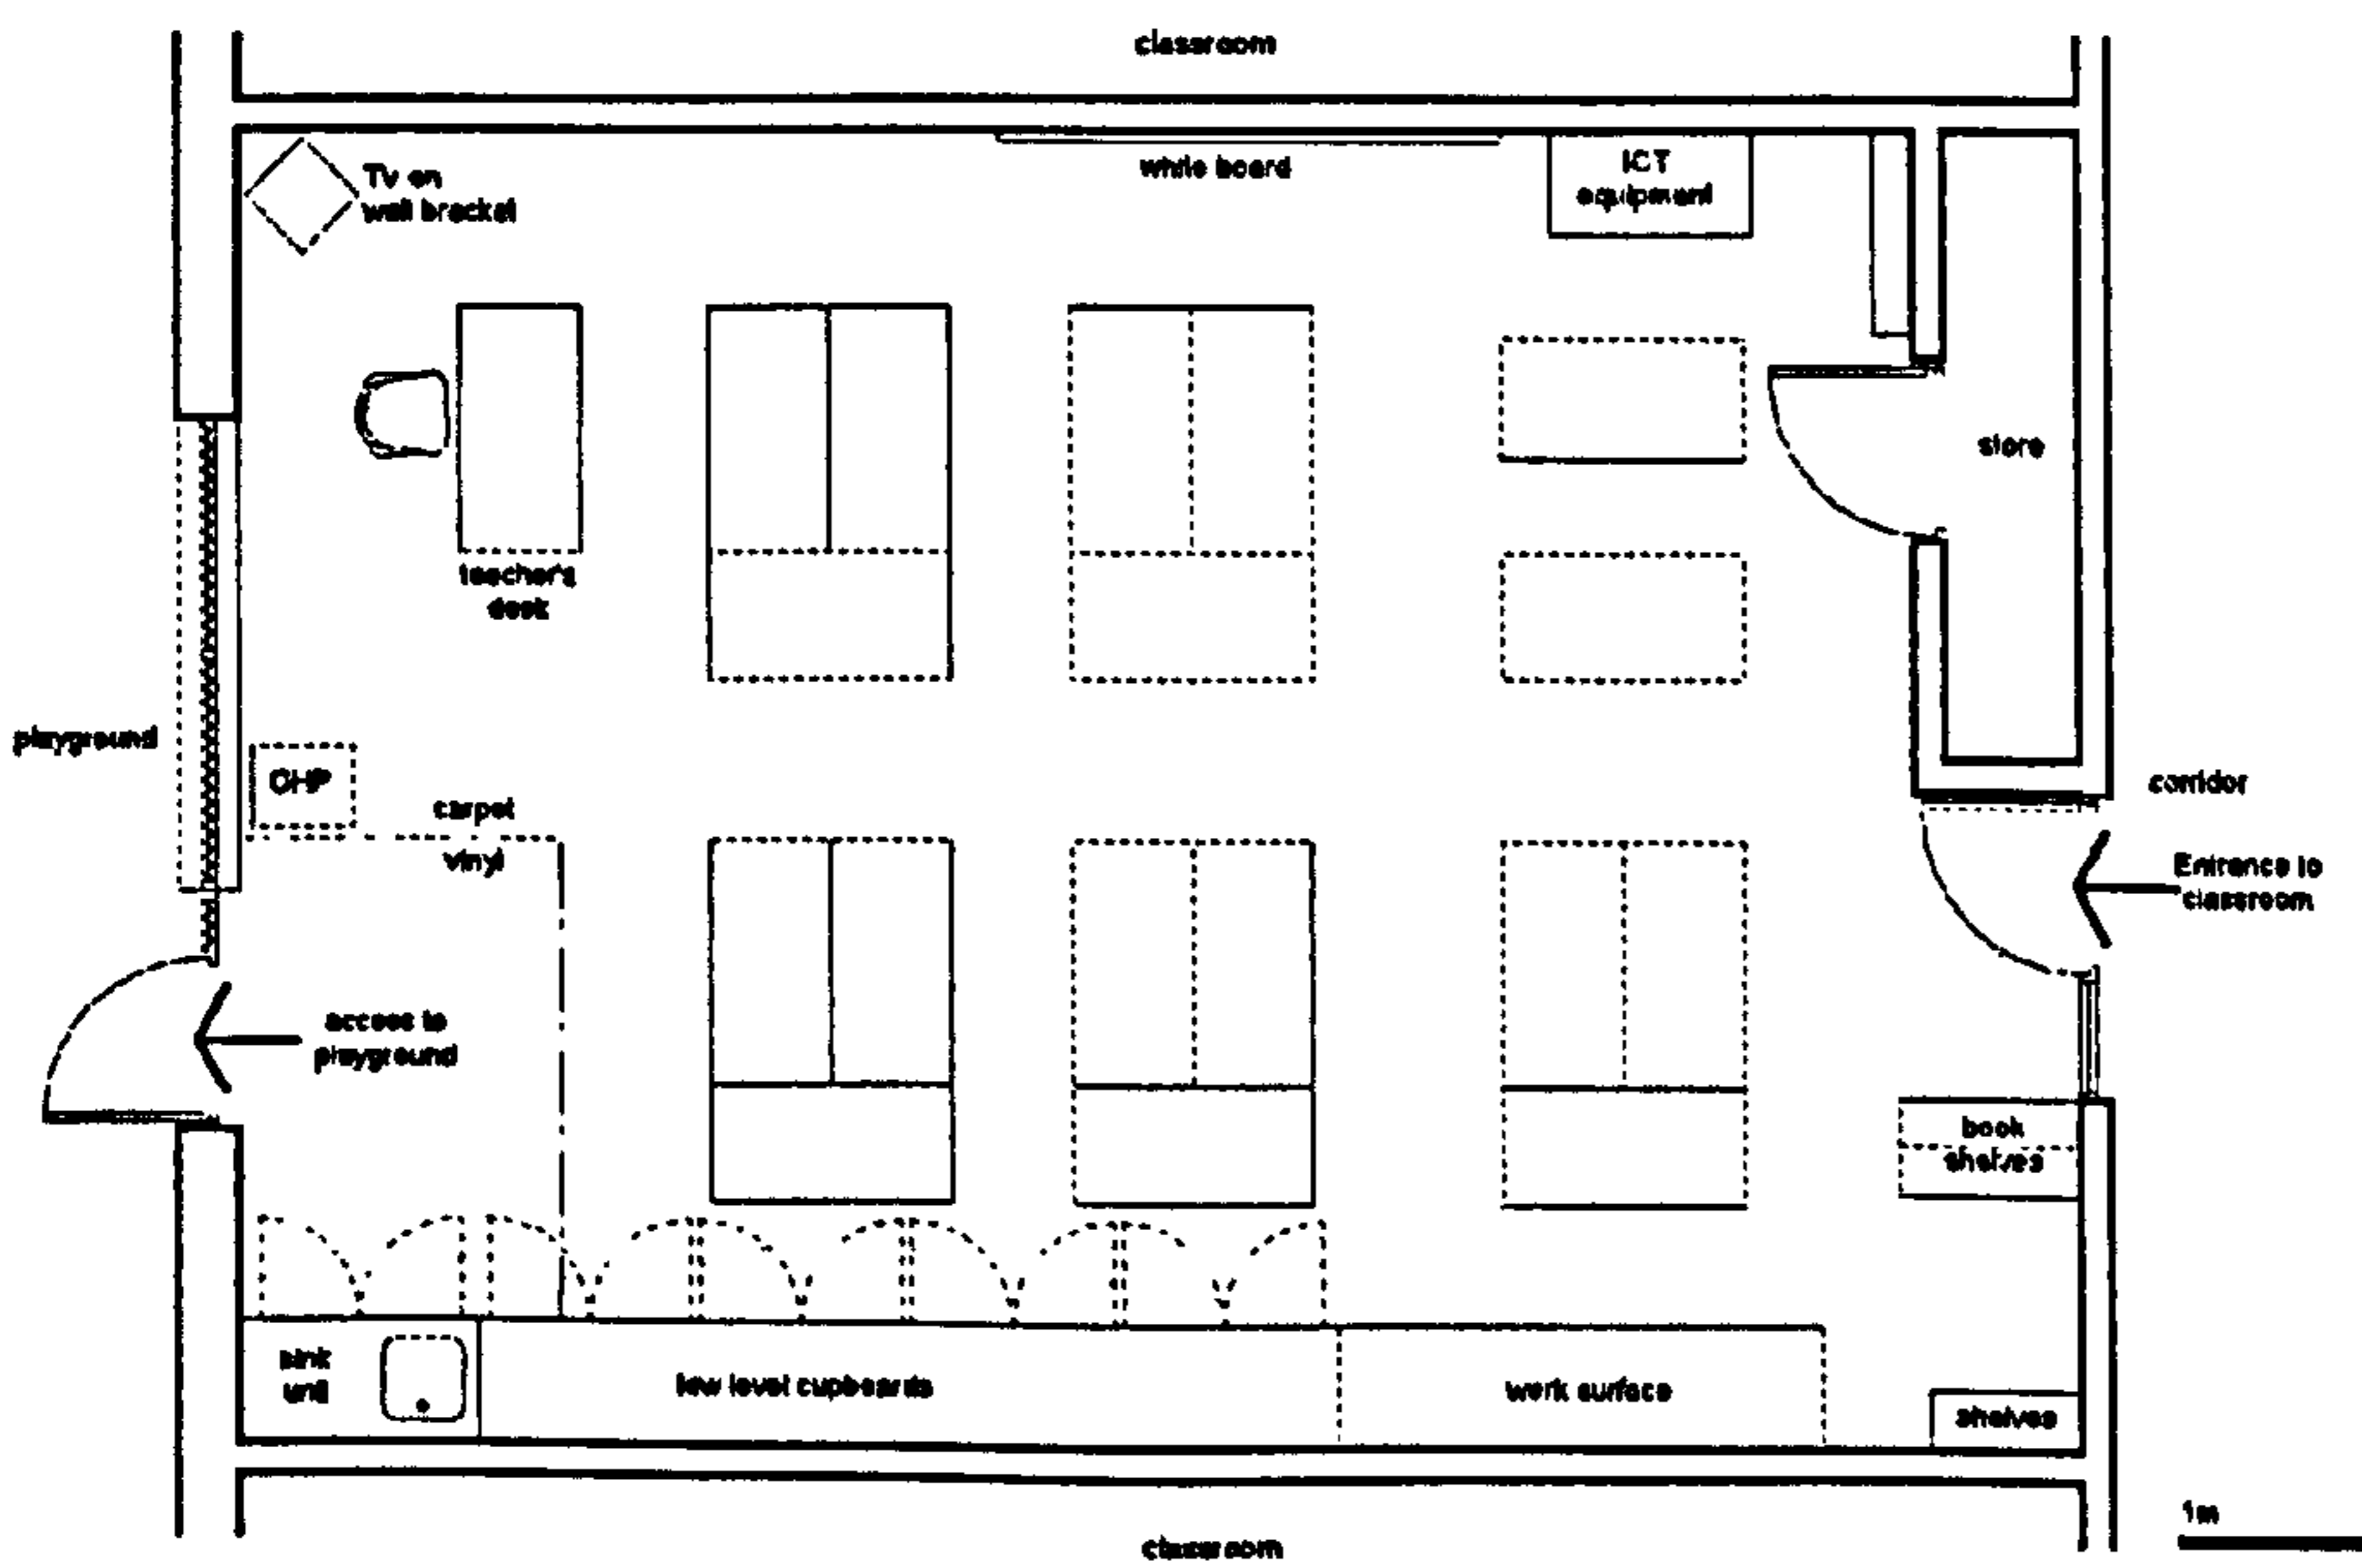 classroom
Tv on
wall bracket
white board
ICT
equipment
store
teacher's
desk
playground
OHP
carpet
vinyl
corridor
Entrance to
classroom
access to
playground
book
shelves
sink
unit
low level cupboards
work surface
shelves
1m
classroom